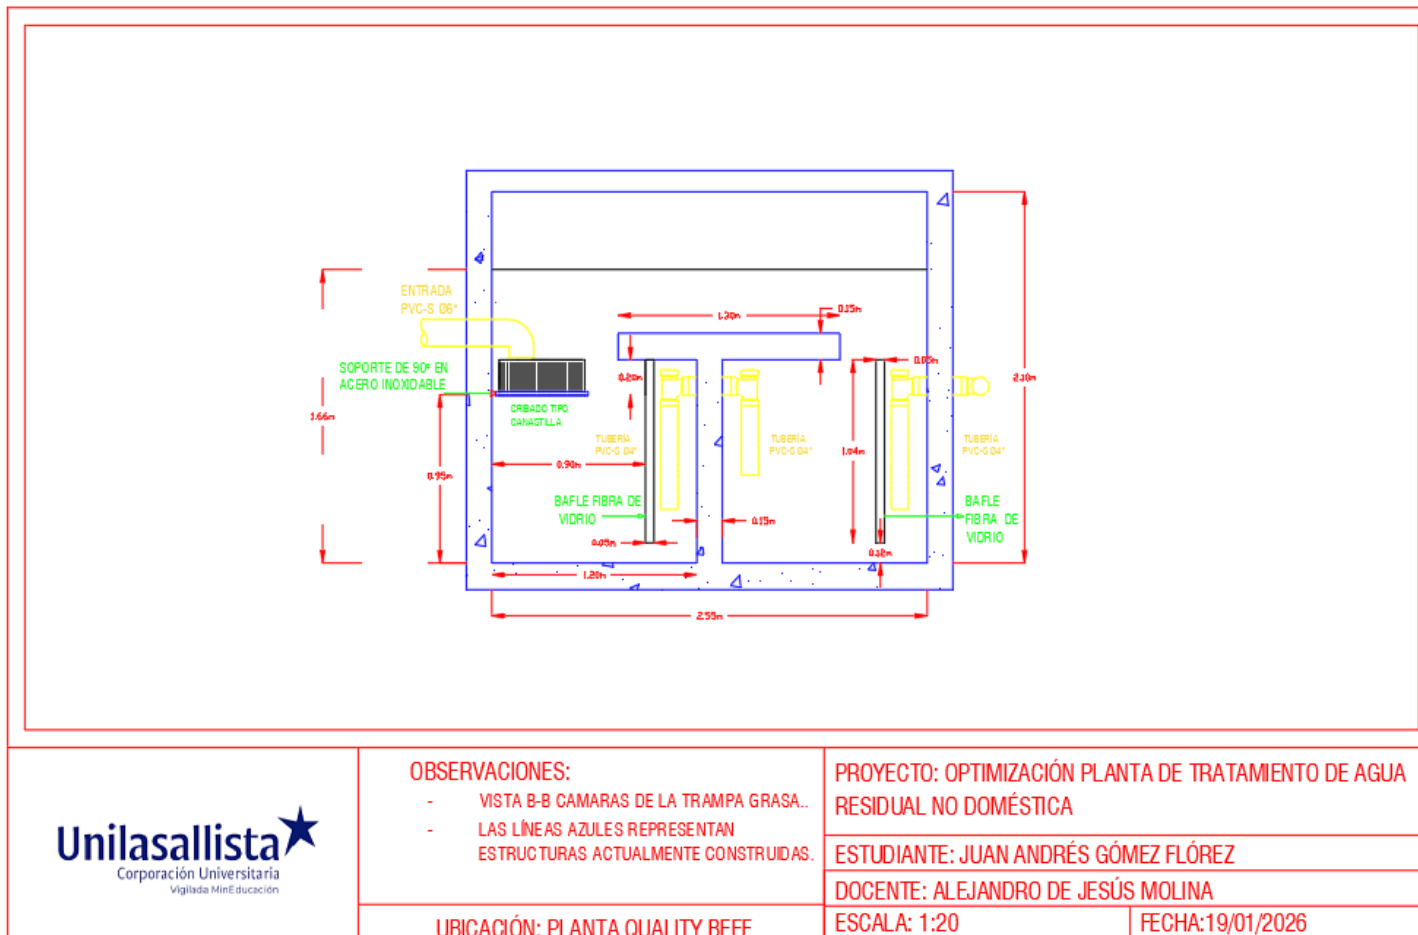 1.30m
0.15m
ENTRADA
PVC-S Ø6"
SOPORTE DE 90º EN
ACERO INOXIDABLE
0.20m
0.05m
2.10m
1.66m
CRIBADO TIPO
CANASTILLA
TUBERÍA
PVC-S Ø4"
TUBERÍA
PVC-S Ø4"
1.04m
TUBERÍA
PVC-S Ø4"
0.95m
0.90m
BAFLE FIBRA DE
VIDRIO
0.15m
BAFLE
FIBRA DE
VIDRIO
0.05m
0.12m
1.20m
2.55m
Unilasallista
Corporación Universitaria
Vigilada MinEducación
OBSERVACIONES:
- VISTA B-B CAMARAS DE LA TRAMPA GRASA..
- LAS LÍNEAS AZULES REPRESENTAN
ESTRUCTURAS ACTUALMENTE CONSTRUIDAS.
UBICACIÓN: PLANTA QUALITY BEEF
PROYECTO: OPTIMIZACIÓN PLANTA DE TRATAMIENTO DE AGUA
RESIDUAL NO DOMÉSTICA
ESTUDIANTE: JUAN ANDRÉS GÓMEZ FLÓREZ
DOCENTE: ALEJANDRO DE JESÚS MOLINA
ESCALA: 1:20
FECHA:19/01/2026